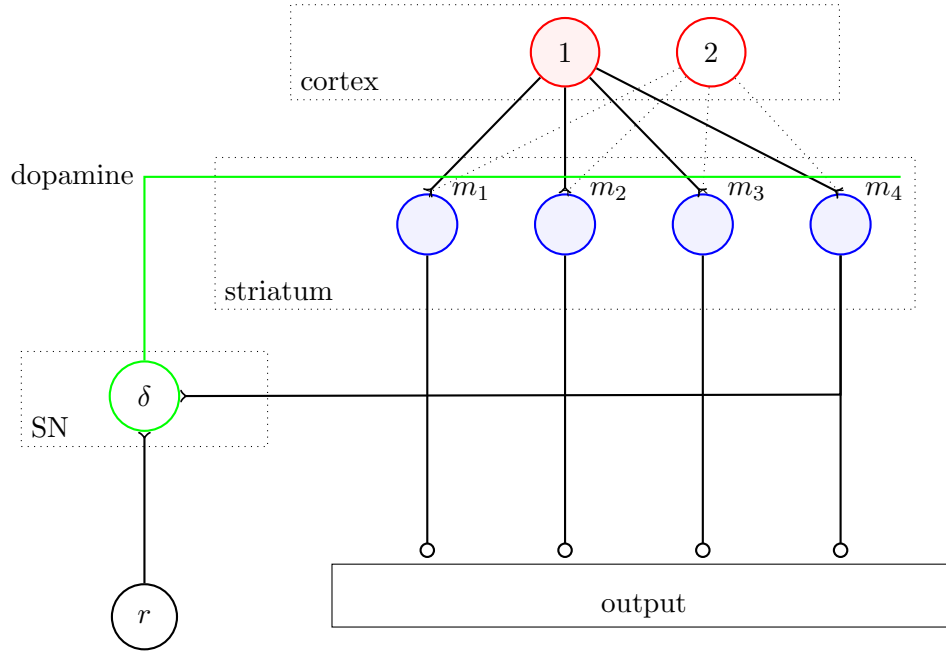 1
2
cortex
dopamine
m₁
m₂
m₃
m₄
striatum
δ
SN
r
output